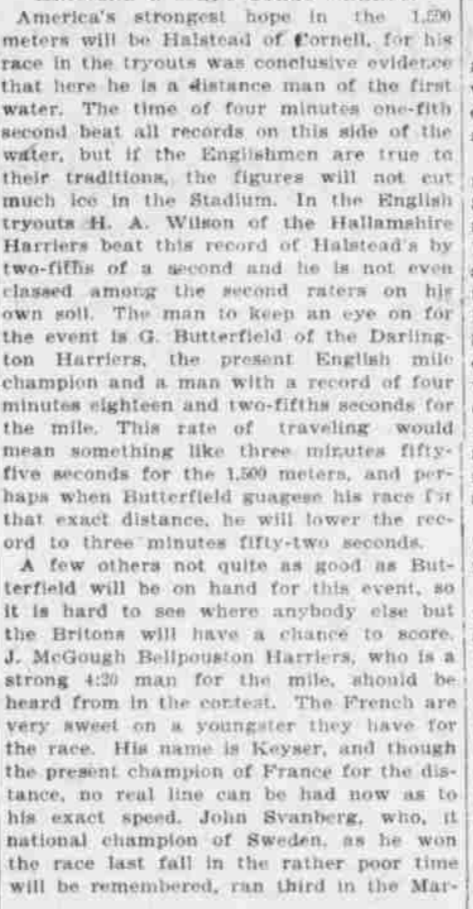 America's strongest hope in the 1,500
meters will be Halstead of Cornell, for his
race in the tryouts was conclusive evidence
that here he is a distance man of the first
water. The time of four minutes one-fith
second beat all records on this side of the
water, but if the Englishmen are true to
their traditions, the figures will not cut
much ice in the Stadium. In the English
tryouts H. A. Wilson of the Hallamshire
Harriers beat this record of Halstead's by
two-fifths of a second and he is not even
classed among the second raters on his
own soil. The man to keep an eye on for
the event is G. Butterfield of the Darling-
ton Harriers, the present English mile
champion and a man with a record of four
minutes eighteen and two-fifths seconds for
the mile. This rate of traveling would
mean something like three minutes fifty-
five seconds for the 1,500 meters, and per-
haps when Butterfield guagese his race for
that exact distance, he will lower the rec-
ord to three minutes fifty-two seconds.
A few others not quite as good as But-
terfield will be on hand for this event, so
it is hard to see where anybody else but
the Britons will have a chance to score.
J. McGough Bellpouston Harriers, who is a
strong 4:20 man for the mile, should be
heard from in the contest. The French are
very sweet on a youngster they have for
the race. His name is Keyser, and though
the present champion of France for the dis-
tance, no real line can be had now as to
his exact speed. John Svanberg, who, it
national champion of Sweden, as he won
the race last fall in the rather poor time
will be remembered, ran third in the Mar-